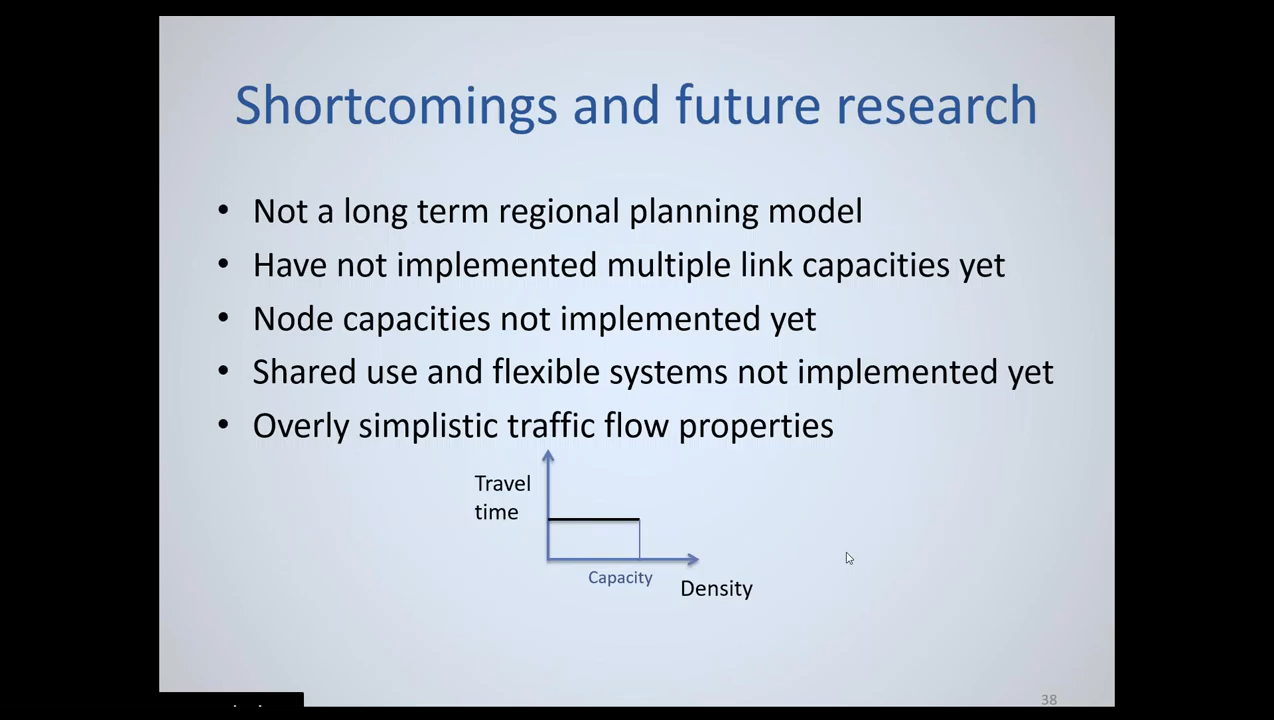 Shortcomings and future research
• Not a long term regional planning model
• Have not implemented multiple link capacities yet
• Node capacities not implemented yet
• Shared use and flexible systems not implemented yet
• Overly simplistic traffic flow properties
Travel
time
Capacity
Density
38